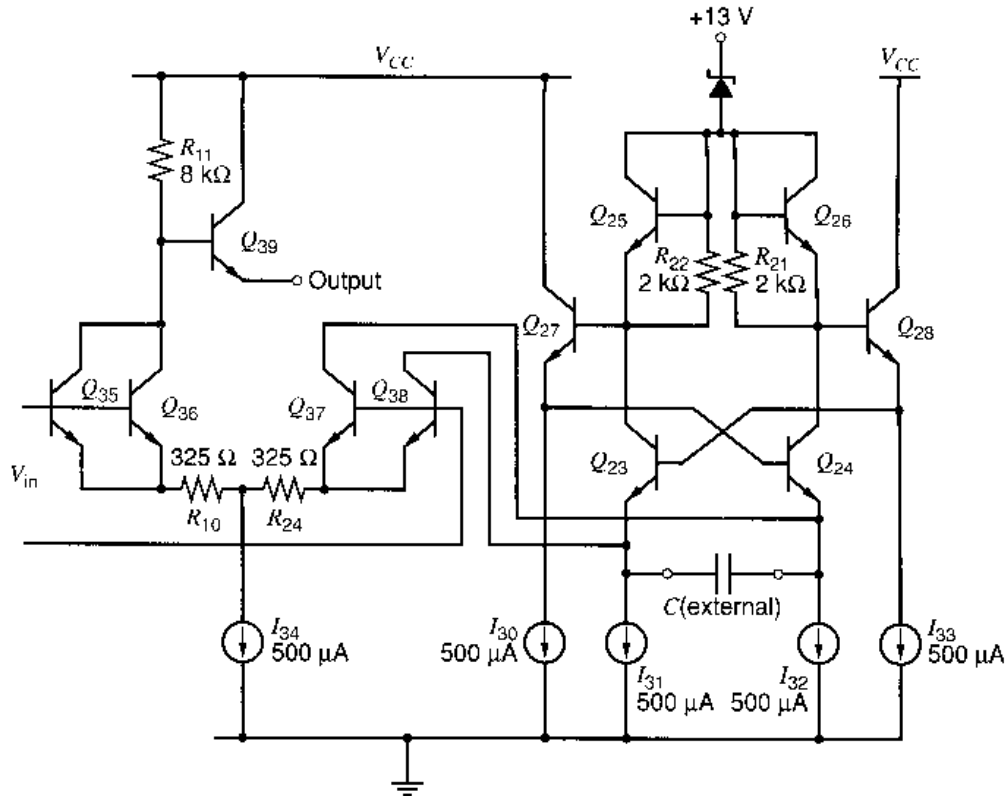 +13 V
V_CC
V_CC
R_11
8 kΩ
Q_39
Output
Q_25
Q_26
R_22
2 kΩ
R_21
2 kΩ
Q_27
Q_28
Q_35
Q_36
Q_37
Q_38
325 Ω
325 Ω
R_10
R_24
V_in
Q_23
Q_24
C(external)
I_34
500 μA
I_30
500 μA
I_31
500 μA
I_32
500 μA
I_33
500 μA